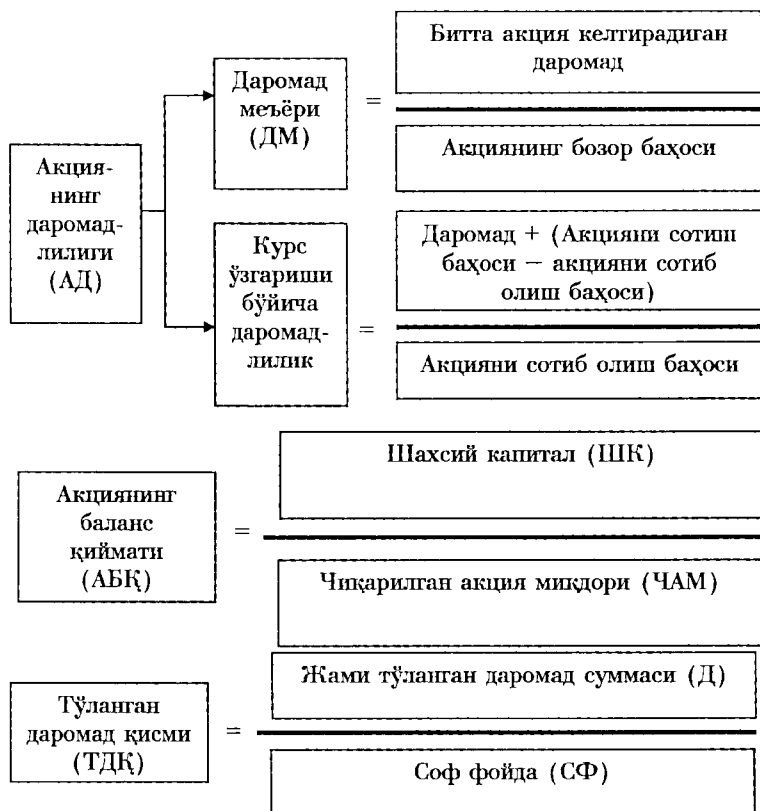 Акция-
нинг
даромад-
лилиги
(АД)
Даромад
меъёри
(ДМ)
=
Битта акция келтирадиган
даромад
Акциянинг бозор баҳоси
Курс
ўзгариши
бўйича
даромад-
лилик
=
Даромад + (Акцияни сотиш
баҳоси − акцияни сотиб
олиш баҳоси)
Акцияни сотиб олиш баҳоси
Акциянинг
баланс
қиймати
(АБҚ)
=
Шахсий капитал (ШК)
Чиқарилган акция миқдори (ЧАМ)
Тўланган
даромад қисми
(ТДҚ)
=
Жами тўланган даромад суммаси (Д)
Соф фойда (СФ)